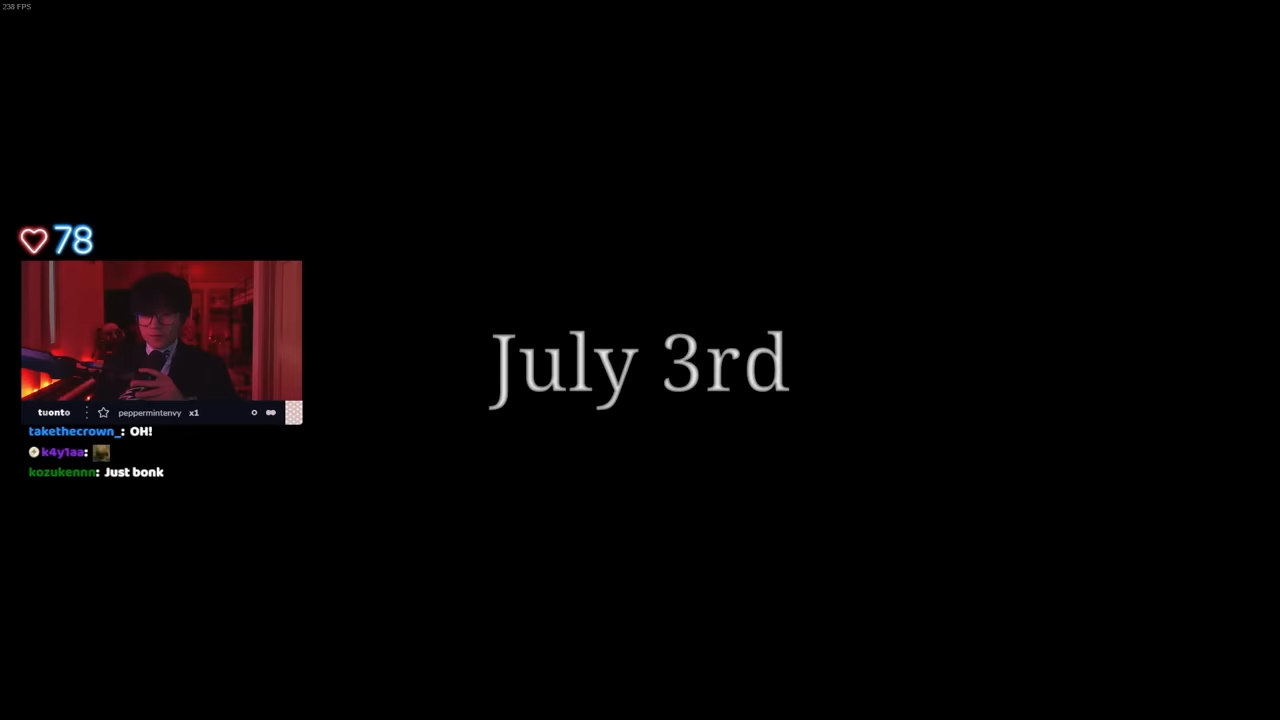 238 FPS
78
July 3rd
tuonto
peppermintenvy x1
takethecrown_: OH!
k4y1aa:
kozukennn: Just bonk